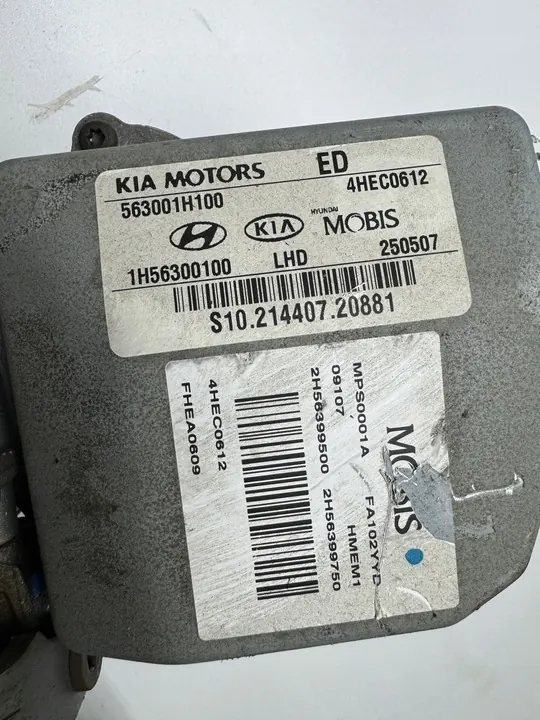 KIA MOTORS ED
563001H100 4HEC0612
KIA HYUNDAI MOBIS
1H56300100 LHD 250507
S10.214407.20881
MOBIS
MPS0001A FA102YYD
09107 HMEM1
2H56399500 2H56399750
4HEC0612
FHEA0609